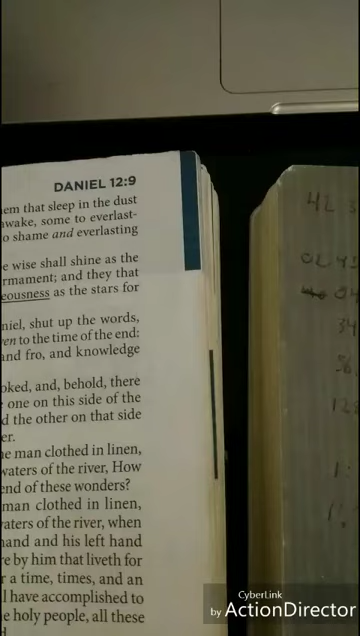 DANIEL 12:9
em that sleep in the dust
awake, some to everlast-
o shame and everlasting
e wise shall shine as the
rmament; and they that
eousness as the stars for
niel, shut up the words,
en to the time of the end:
and fro, and knowledge
oked, and, behold, there
one on this side of the
d the other on that side
er.
e man clothed in linen,
waters of the river, How
end of these wonders?
man clothed in linen,
aters of the river, when
hand and his left hand
re by him that liveth for
r a time, times, and an
l have accomplished to
e holy people, all these
42
34
CyberLink
by ActionDirector